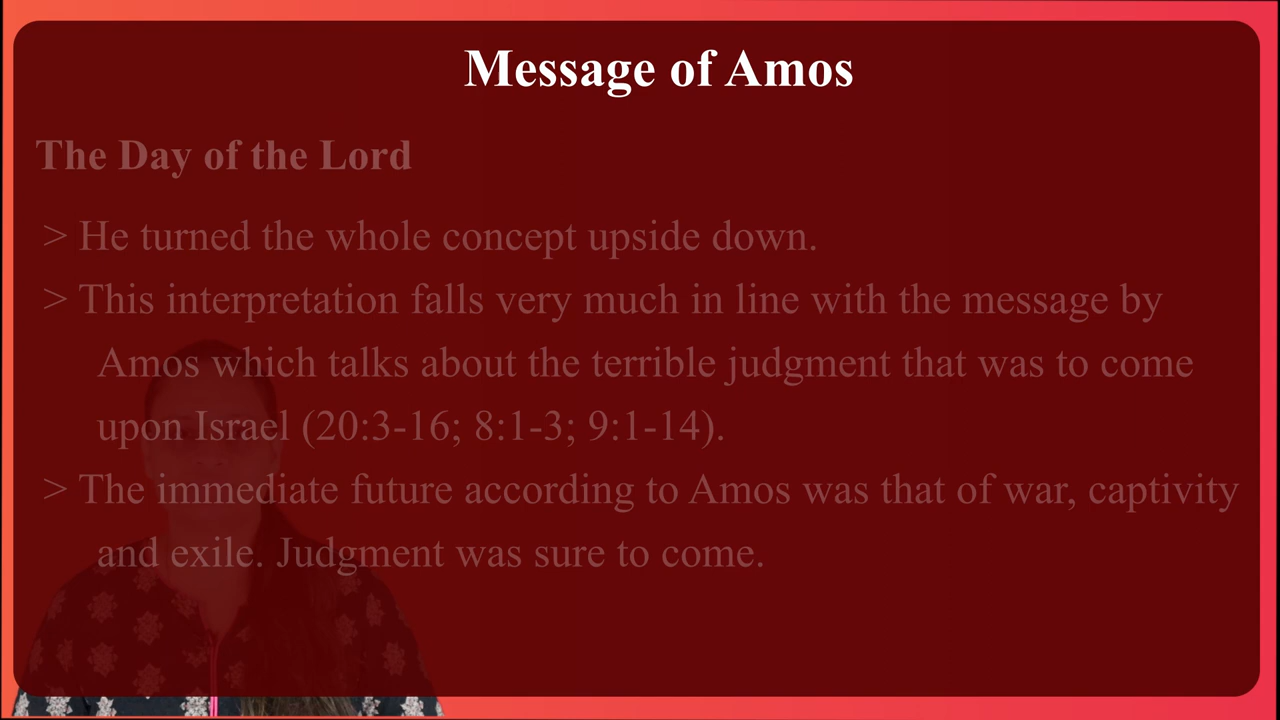 Message of Amos
The Day of the Lord
> He turned the whole concept upside down.
> This interpretation falls very much in line with the message by
Amos which talks about the terrible judgment that was to come
upon Israel (20:3-16; 8:1-3; 9:1-14).
> The immediate future according to Amos was that of war, captivity
and exile. Judgment was sure to come.